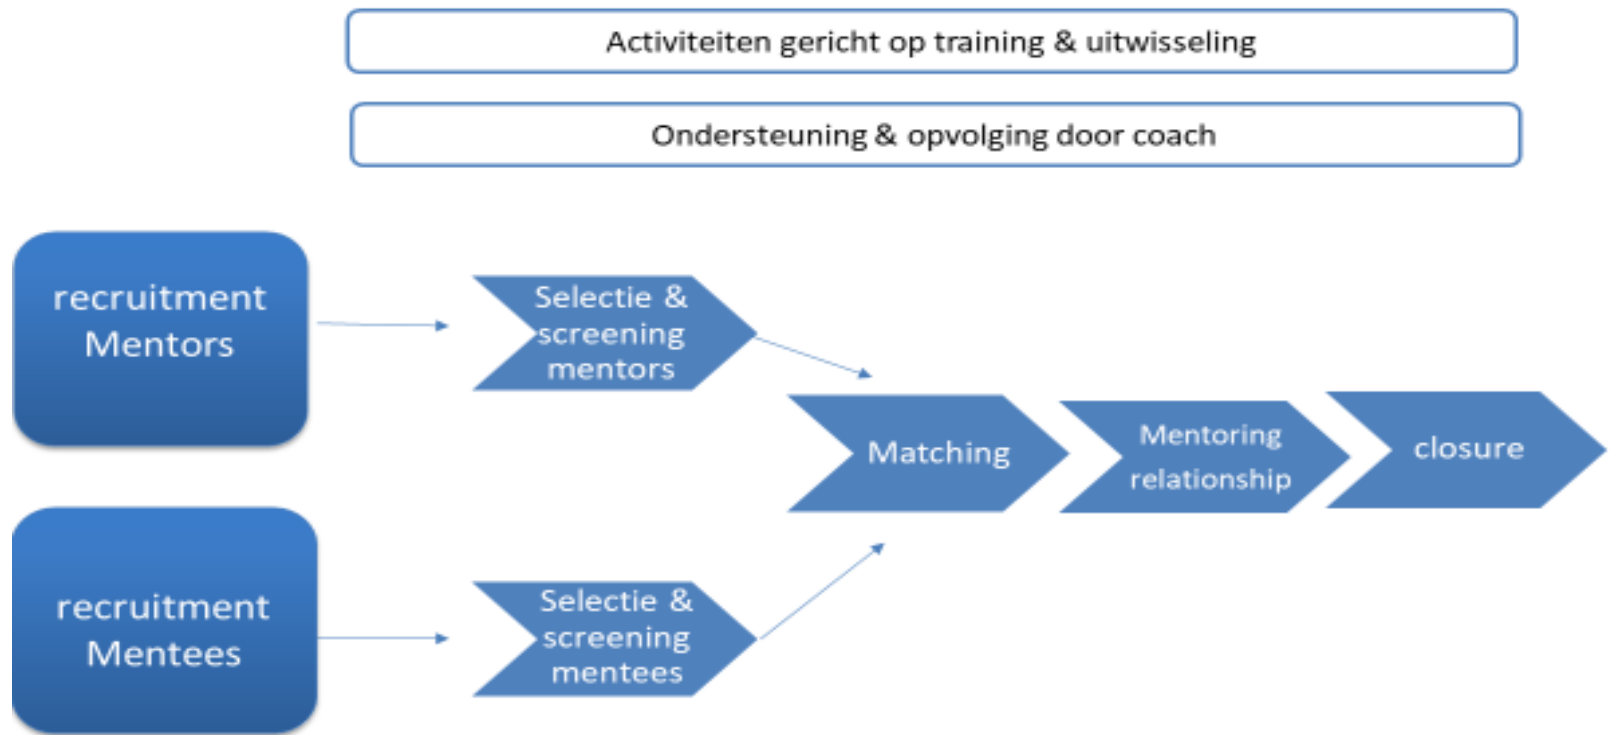 Activiteiten gericht op training & uitwisseling
Ondersteuning & opvolging door coach
recruitment
Mentors
Selectie &
screening
mentors
Matching
Mentoring
relationship
closure
recruitment
Mentees
Selectie &
screening
mentees